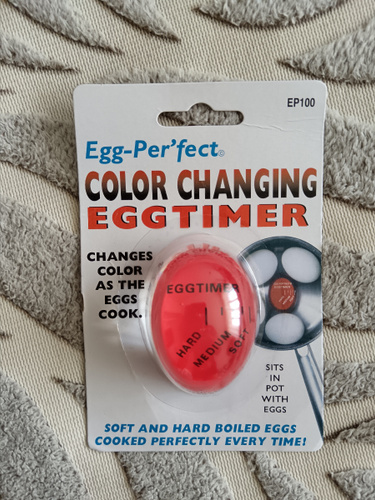 EP100
Egg-Per'fect©
COLOR CHANGING
EGGTIMER
CHANGES
COLOR
AS THE
EGGS
COOK.
EGGTIMER
HARD
MEDIUM
SOFT
SITS
IN
POT
WITH
EGGS
SOFT AND HARD BOILED EGGS
COOKED PERFECTLY EVERY TIME!